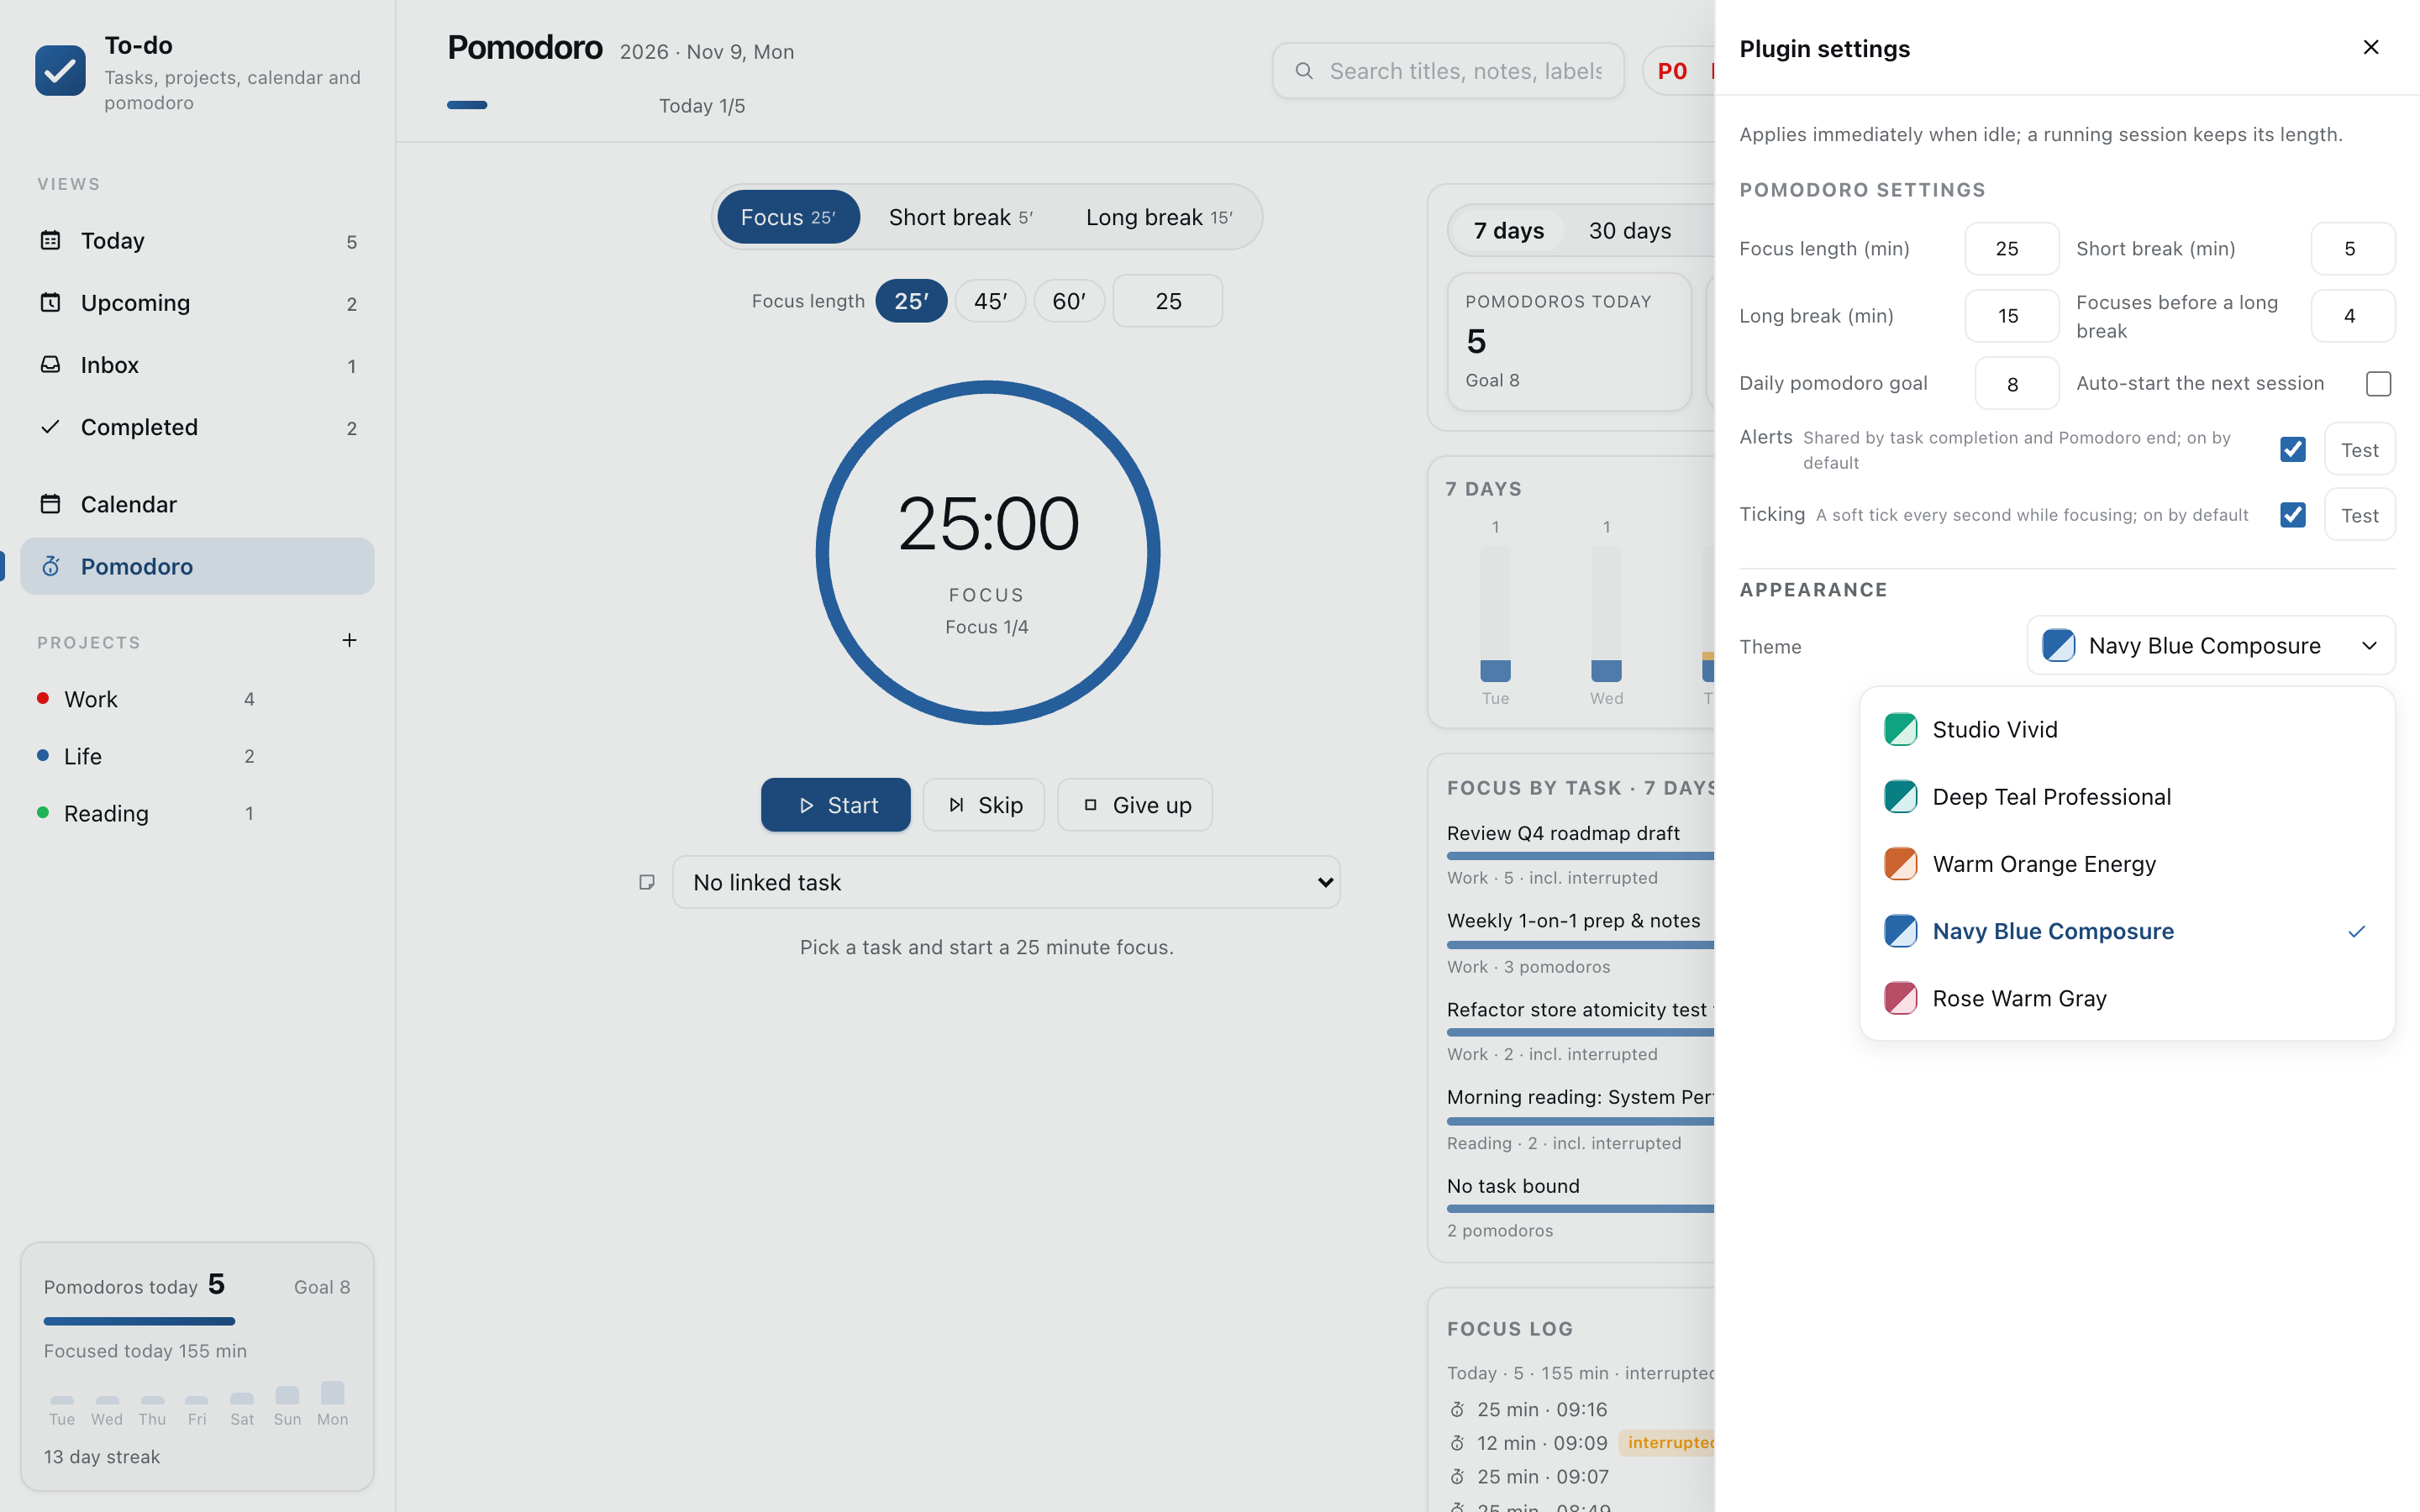 To-do
Tasks, projects, calendar and
pomodoro
VIEWS
Today 5
Upcoming 2
Inbox 1
Completed 2
Calendar
Pomodoro
PROJECTS +
Work 4
Life 2
Reading 1
Pomodoros today 5 Goal 8
Focused today 155 min
Tue Wed Thu Fri Sat Sun Mon
13 day streak
Pomodoro 2026 · Nov 9, Mon
Today 1/5
Search titles, notes, labels
P0
Focus 25′ Short break 5′ Long break 15′
Focus length 25′ 45′ 60′ 25
25:00
FOCUS
Focus 1/4
Start Skip Give up
No linked task
Pick a task and start a 25 minute focus.
7 days 30 days
POMODOROS TODAY
5
Goal 8
7 DAYS
1 1
Tue Wed
FOCUS BY TASK · 7 DAYS
Review Q4 roadmap draft
Work · 5 · incl. interrupted
Weekly 1-on-1 prep & notes
Work · 3 pomodoros
Refactor store atomicity test
Work · 2 · incl. interrupted
Morning reading: System
Reading · 2 · incl. interrupted
No task bound
2 pomodoros
FOCUS LOG
Today · 5 · 155 min · interrupted
25 min · 09:16
12 min · 09:09 interrupted
25 min · 09:07
25 min · 08:49
Plugin settings
Applies immediately when idle; a running session keeps its length.
POMODORO SETTINGS
Focus length (min) 25 Short break (min) 5
Long break (min) 15 Focuses before a long
break 4
Daily pomodoro goal 8 Auto-start the next session
Alerts Shared by task completion and Pomodoro end; on by
default Test
Ticking A soft tick every second while focusing; on by default Test
APPEARANCE
Theme Navy Blue Composure
Studio Vivid
Deep Teal Professional
Warm Orange Energy
Navy Blue Composure
Rose Warm Gray